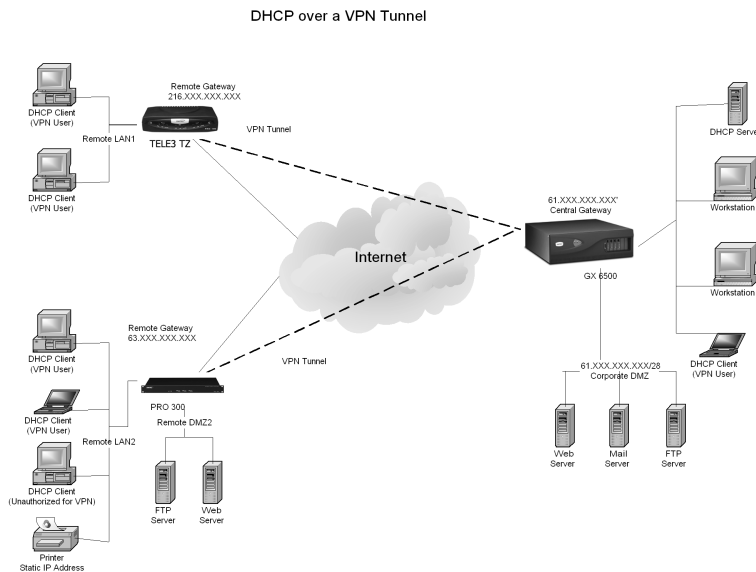 DHCP over a VPN Tunnel
Remote Gateway
216.XXX.XXX.XXX
DHCP Client
(VPN User)
Remote LAN1
TELE3 TZ
VPN Tunnel
DHCP Client
(VPN User)
DHCP Serve
61.XXX.XXX.XXX'
Central Gateway
Workstation
Internet
GX 6500
Workstation
Remote Gateway
63.XXX.XXX.XXX
DHCP Client
(VPN User)
VPN Tunnel
61.XXX.XXX.XXX/28
Corporate DMZ
DHCP Client
(VPN User)
PRO 300
Remote DMZ2
DHCP Client
(VPN User)
Remote LAN2
Web
Server
Mail
Server
FTP
Server
DHCP Client
(Unauthorized for VPN)
FTP
Server
Web
Server
Printer
Static IP Address